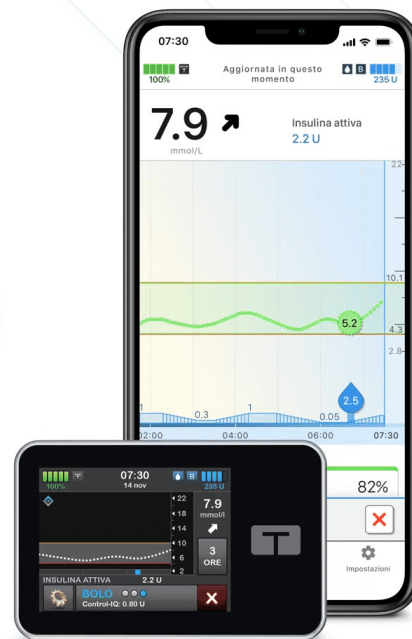 07:30
100%
Aggiornata in questo
momento
B
235 U
7.9
mmol/L
Insulina attiva
2.2 U
22
10.1
5.2
4.3
2.8
2.5
1
0.3
1
0.05
02:00
04:00
06:00
07:30
82%
Impostazioni
100%
07:30
14 nov
B
235 U
22
18
14
10
6
2
7.9
mmol/l
3
ORE
INSULINA ATTIVA
2.2 U
BOLO
Control-IQ: 0.80 U